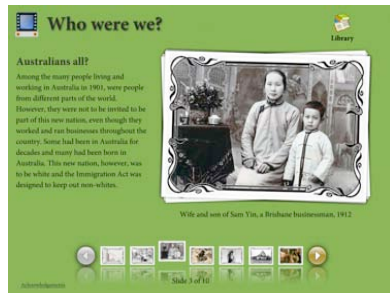 Who were we?
Library
Australians all?
Among the many people living and
working in Australia in 1901, were people
from different parts of the world.
However, they were not to be invited to be
part of this new nation, even though they
worked and ran businesses throughout the
country. Some had been in Australia for
decades and many had been born in
Australia. This new nation, however, was
to be white and the Immigration Act was
designed to keep out non-whites.
Wife and son of Sam Tin, a Brisbane businessman, 1912
Slide 3 of 10
Acknowledgements